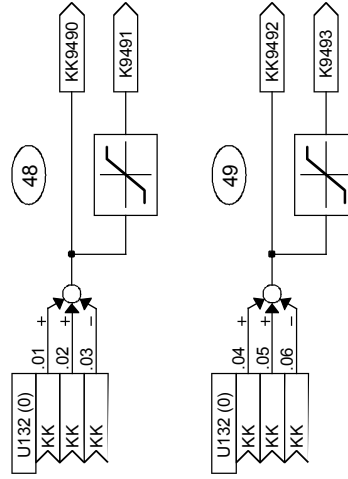 48
U132 (0)
KK
.01
+
KK9490
KK
.02
+
KK
.03
–
K9491
49
U132 (0)
KK
.04
+
KK9492
KK
.05
+
KK
.06
–
K9493